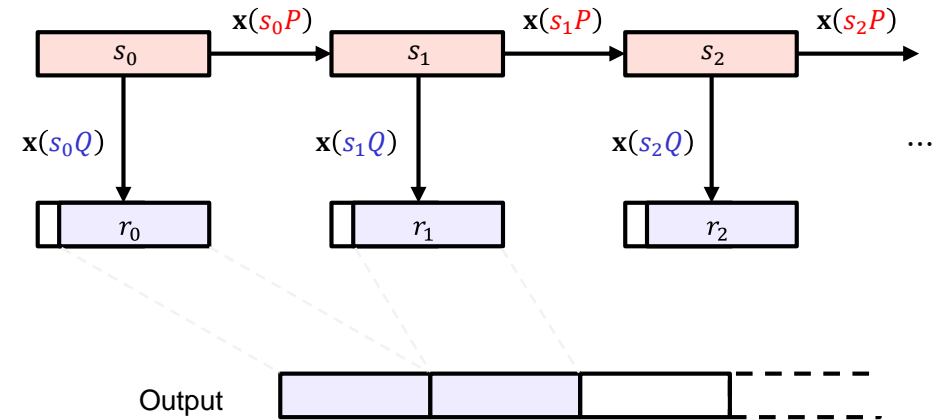 x(s₀P) x(s₁P) x(s₂P)
s₀ s₁ s₂
x(s₀Q) x(s₁Q) x(s₂Q) ...
r₀ r₁ r₂
Output